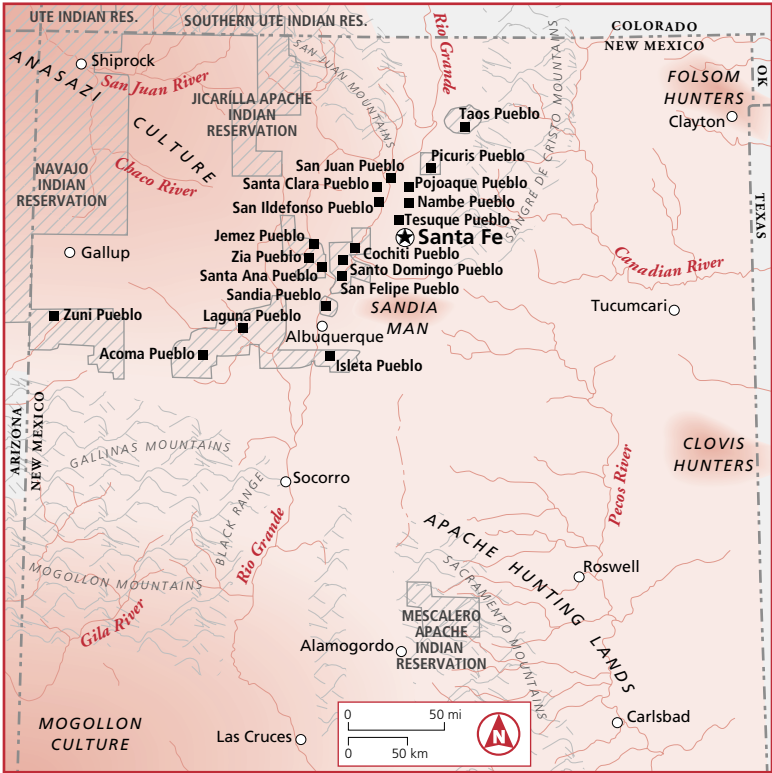 UTE INDIAN RES.
SOUTHERN UTE INDIAN RES.
COLORADO
NEW MEXICO
OK
TEXAS
ARIZONA
NEW MEXICO
ANASAZI CULTURE
Shiprock
San Juan River
SAN JUAN MOUNTAINS
Rio Grande
SANGRE DE CRISTO MOUNTAINS
FOLSOM
HUNTERS
Clayton
JICARILLA APACHE
INDIAN
RESERVATION
Taos Pueblo
Chaco River
NAVAJO
INDIAN
RESERVATION
Picuris Pueblo
San Juan Pueblo
Santa Clara Pueblo
Pojoaque Pueblo
San Ildefonso Pueblo
Nambe Pueblo
Tesuque Pueblo
Santa Fe
Jemez Pueblo
Gallup
Zia Pueblo
Cochiti Pueblo
Santa Ana Pueblo
Santo Domingo Pueblo
San Felipe Pueblo
Canadian River
Sandia Pueblo
SANDIA
MAN
Tucumcari
Zuni Pueblo
Laguna Pueblo
Albuquerque
Acoma Pueblo
Isleta Pueblo
GALLINAS MOUNTAINS
CLOVIS
HUNTERS
Socorro
BLACK RANGE
Rio Grande
Pecos River
APACHE HUNTING LANDS
Roswell
MOGOLLON MOUNTAINS
SACRAMENTO MOUNTAINS
Gila River
MESCALERO
APACHE
INDIAN
RESERVATION
Alamogordo
MOGOLLON
CULTURE
Las Cruces
Carlsbad
0 50 mi
0 50 km
N